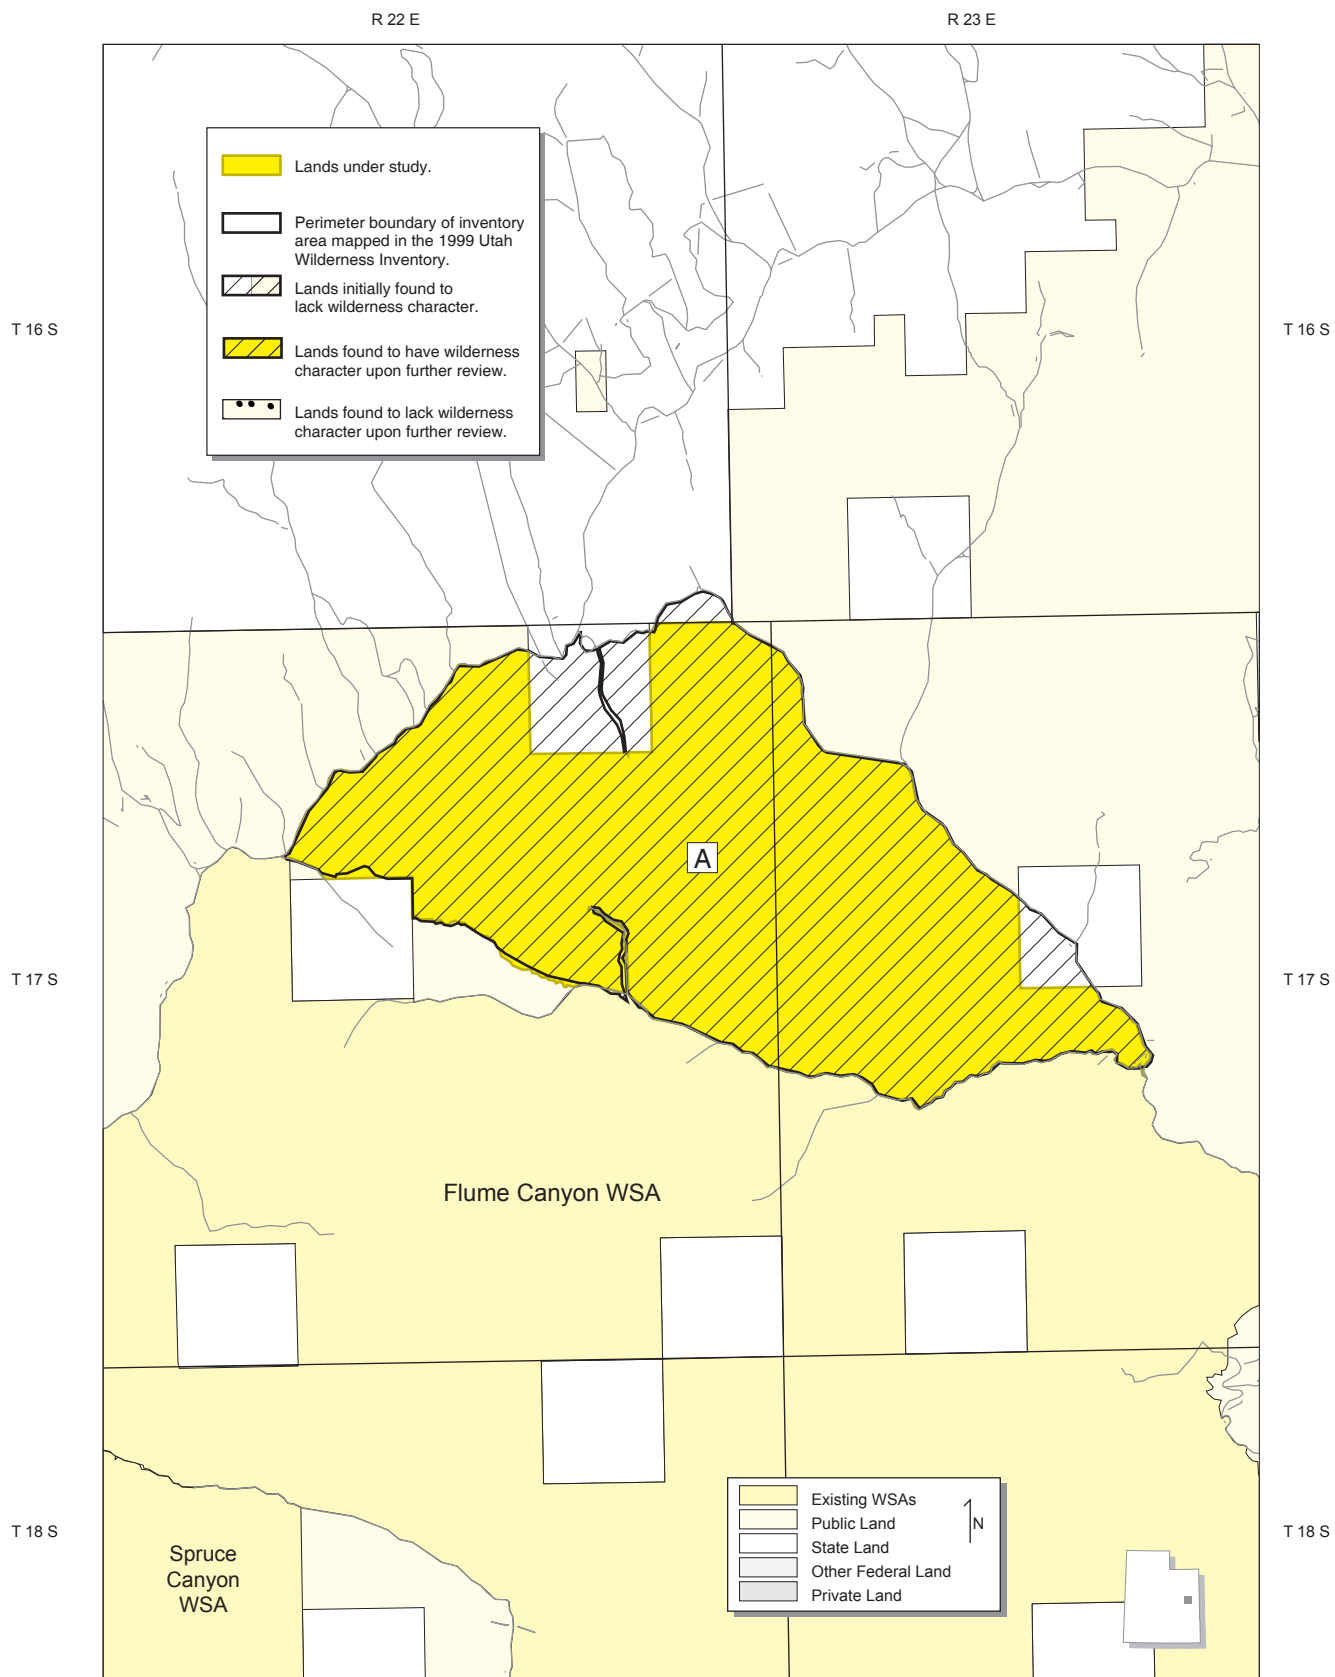 R 22 E
R 23 E
Lands under study.
Perimeter boundary of inventory
area mapped in the 1999 Utah
Wilderness Inventory.
Lands initially found to
lack wilderness character.
Lands found to have wilderness
character upon further review.
Lands found to lack wilderness
character upon further review.
T 16 S
T 16 S
A
T 17 S
T 17 S
Flume Canyon WSA
Existing WSAs
Public Land
State Land
Other Federal Land
Private Land
N
T 18 S
T 18 S
Spruce
Canyon
WSA